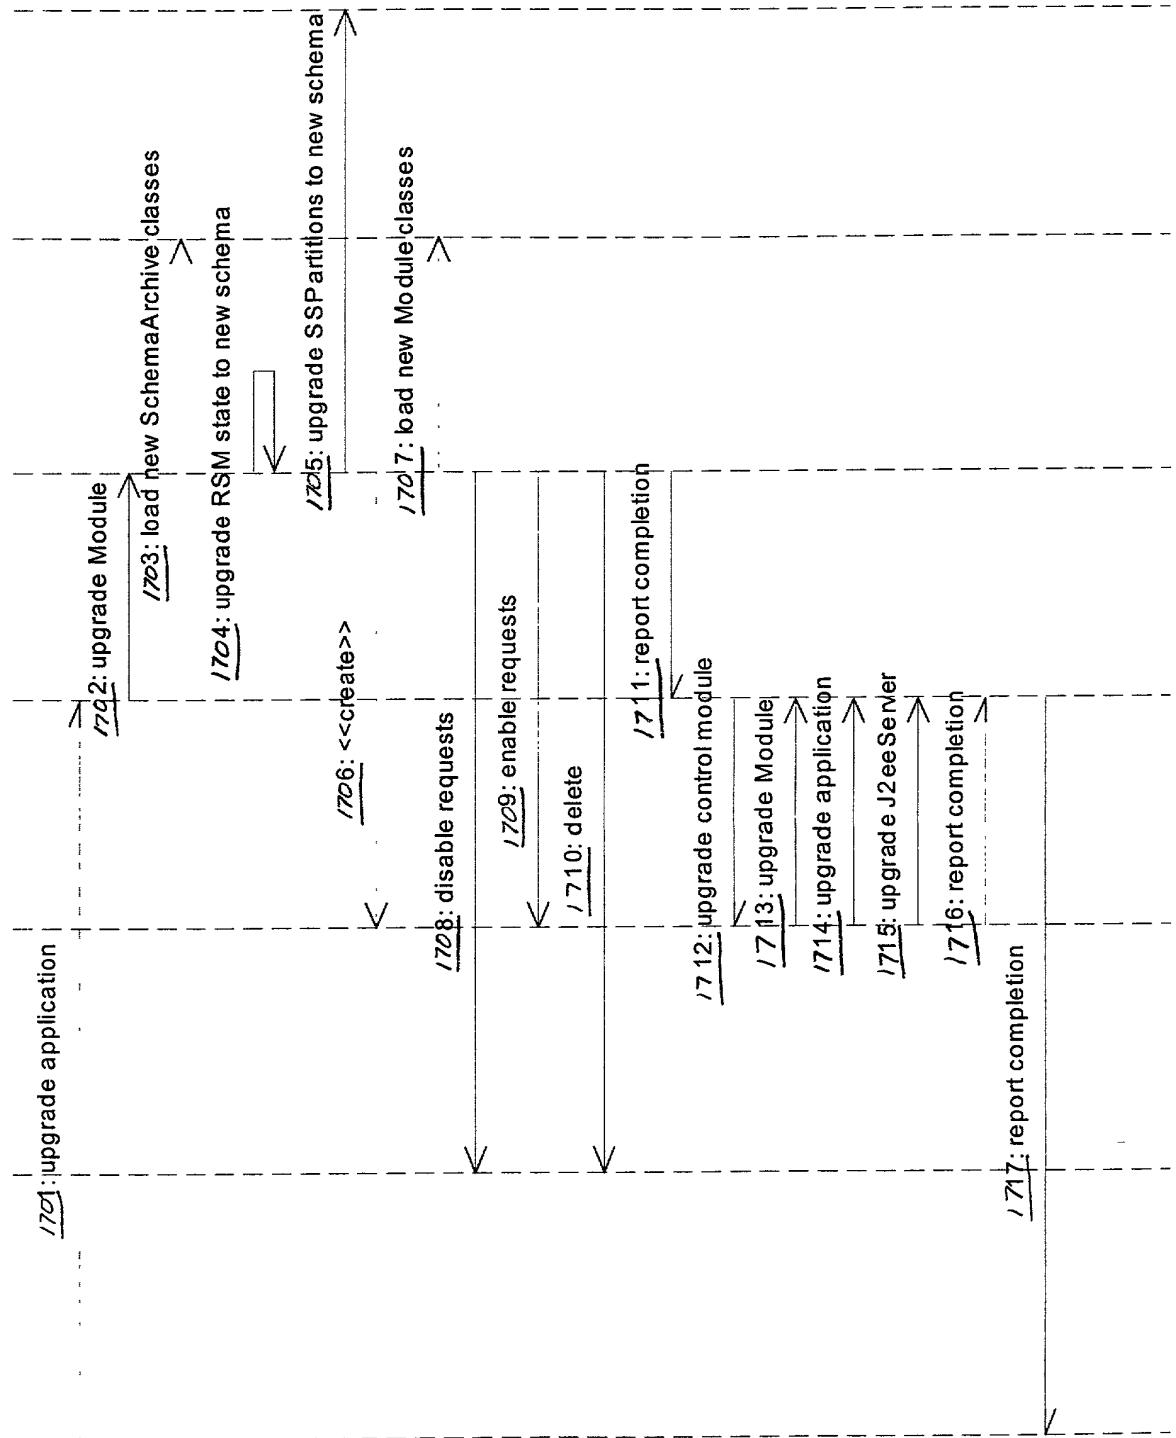 1701: upgrade application
1702: upgrade Module
1703: load new SchemaArchive classes
1704: upgrade RSM state to new schema
1705: upgrade SSPartitions to new schema
1706: <<create>>
1707: load new Module classes
1708: disable requests
1709: enable requests
1710: delete
1711: report completion
1712: upgrade control module
1713: upgrade Module
1714: upgrade application
1715: upgrade J2eeServer
1716: report completion
1717: report completion